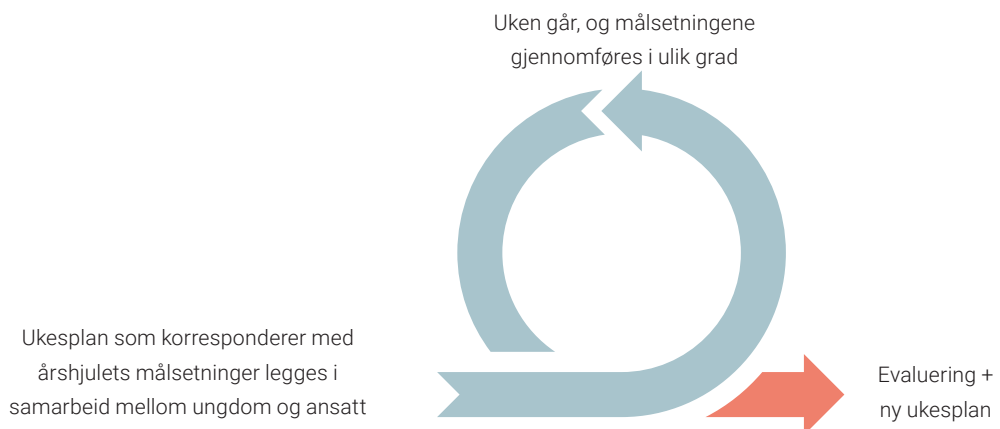 Uken går, og målsetningene
gjennomføres i ulik grad
Ukesplan som korresponderer med
årshjulets målsetninger legges i
samarbeid mellom ungdom og ansatt
Evaluering +
ny ukesplan